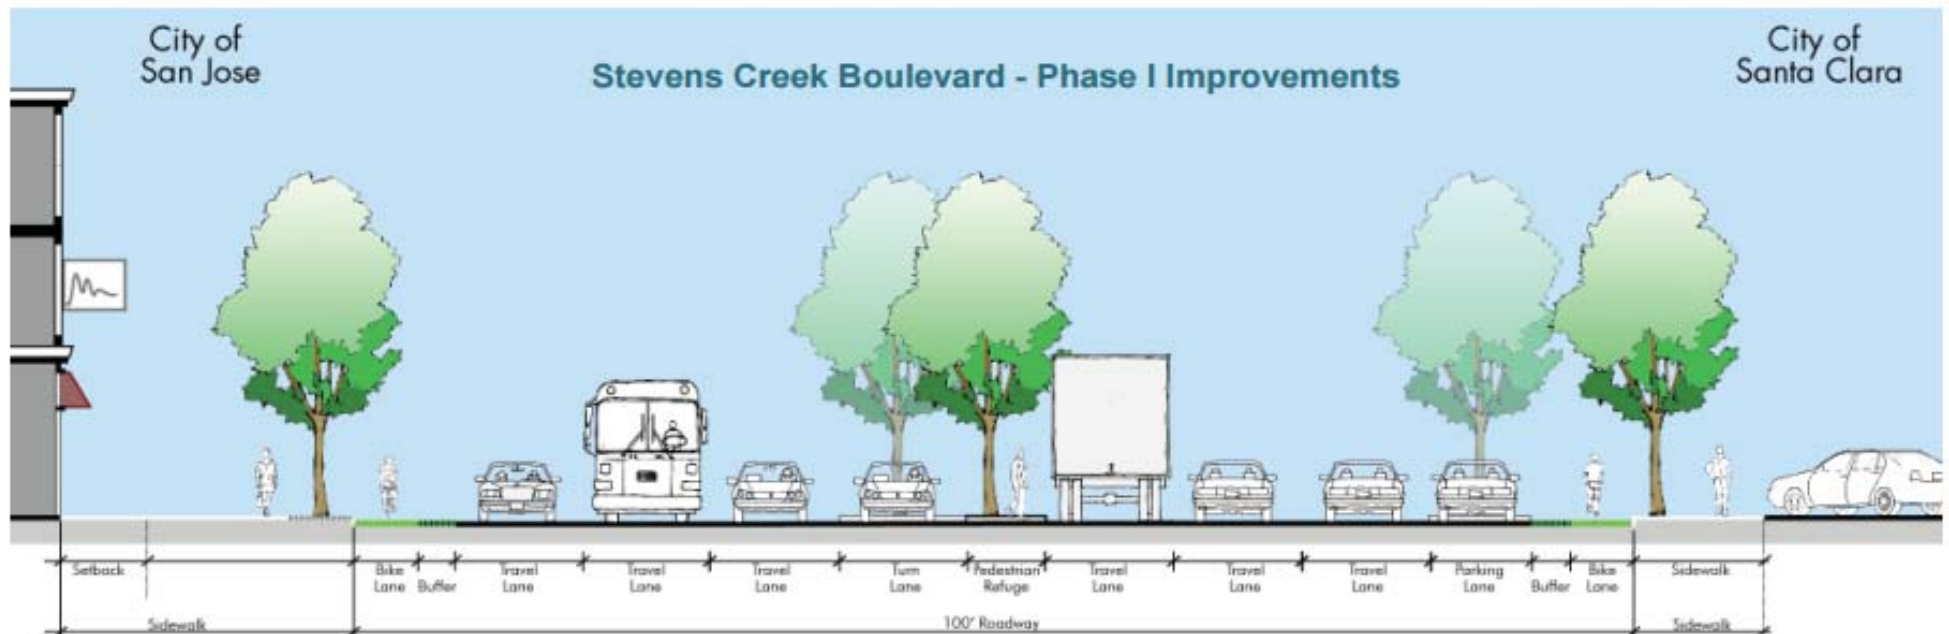 City of
San Jose
Stevens Creek Boulevard - Phase I Improvements
City of
Santa Clara
Setback
Bike
Lane
Buffer
Travel
Lane
Travel
Lane
Travel
Lane
Turn
Lane
Pedestrian
Refuge
Travel
Lane
Travel
Lane
Travel
Lane
Parking
Lane
Buffer
Bike
Lane
Sidewalk
Sidewalk
100' Roadway
Sidewalk